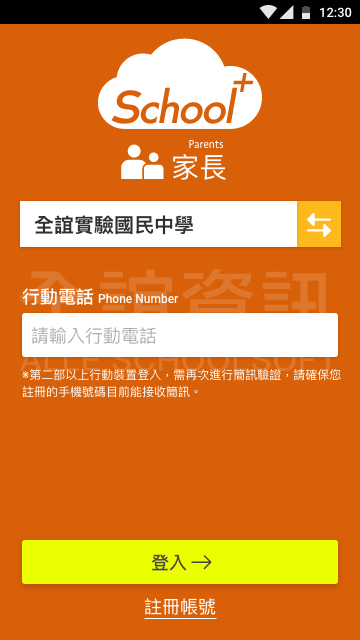 12:30
School+
Parents
家長
全誼實驗國民中學
全誼資訊
行動電話 Phone Number
請輸入行動電話
ALLE SCHOOL SOFT
※第二部以上行動裝置登入，需再次進行簡訊驗證，請確保您
註冊的手機號碼目前能接收簡訊。
登入
註冊帳號